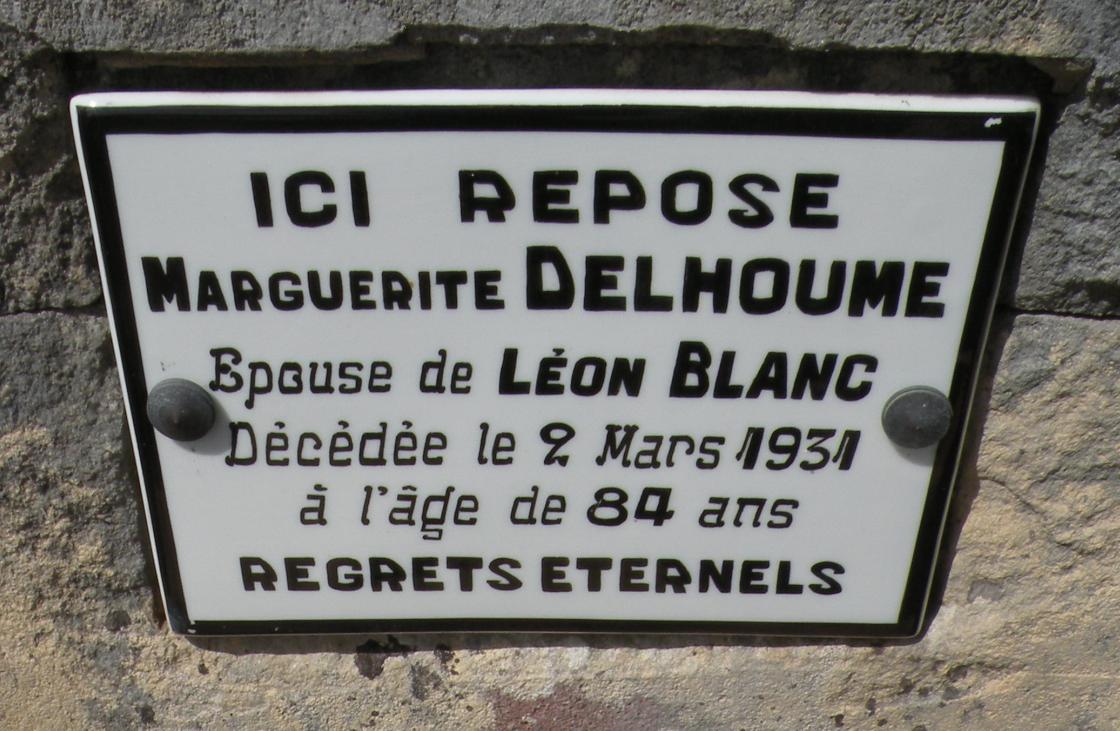 ICI REPOSE
MARGUERITE DELHOUME
Epouse de LÉON BLANC
Décédée le 2 Mars 1931
à l'âge de 84 ans
REGRETS ETERNELS